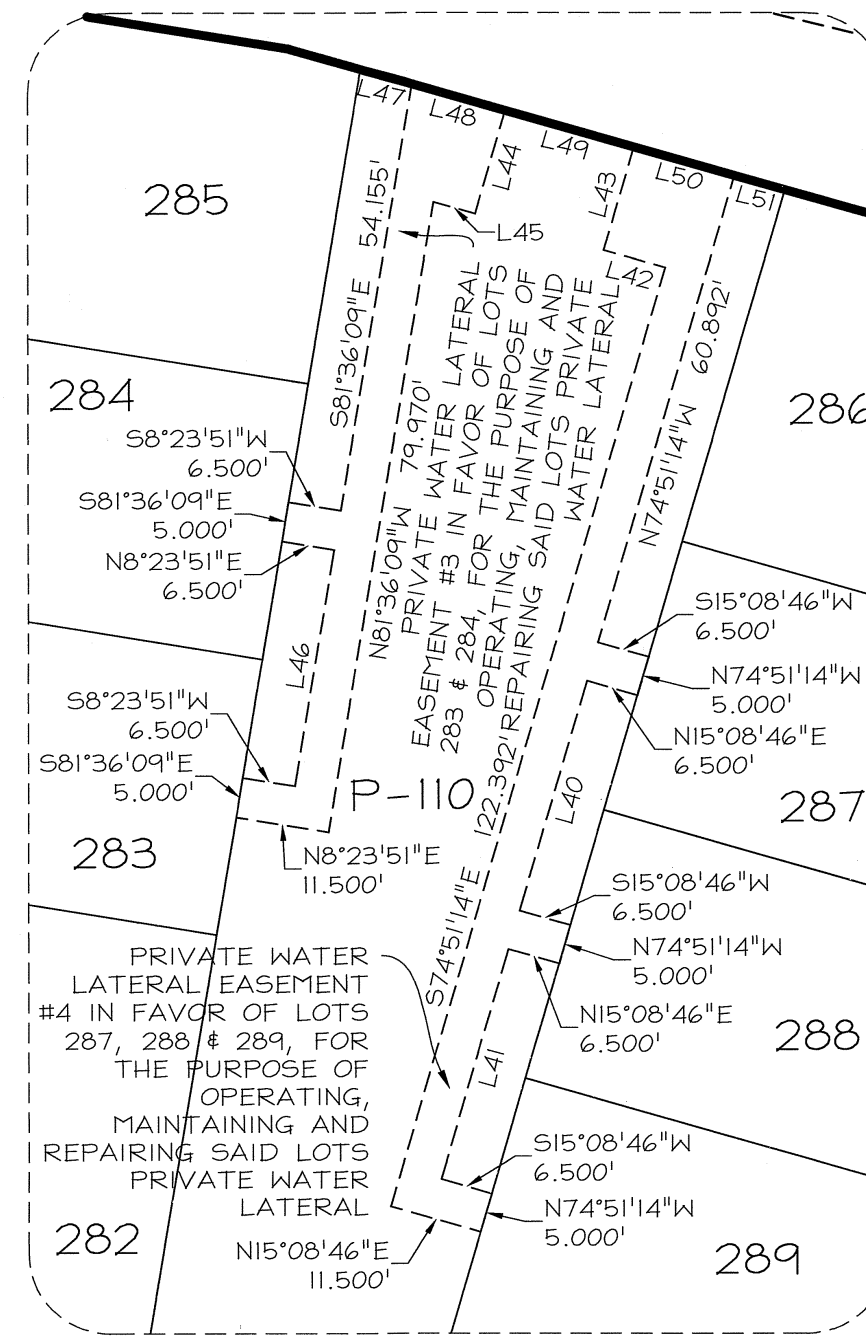 L47
L48
L49
L50
L51
L44
L43
L45
L42
285
286
284
S81°36'09"E 54.155'
N81°36'09"W 79.970'
PRIVATE WATER LATERAL
EASEMENT #3 IN FAVOR OF LOTS
283 & 284, FOR THE PURPOSE OF
OPERATING, MAINTAINING AND
REPAIRING SAID LOTS PRIVATE
WATER LATERAL
N74°51'14"W 60.892'
S8°23'51"W
6.500'
S81°36'09"E
5.000'
N8°23'51"E
6.500'
L46
S15°08'46"W
6.500'
N74°51'14"W
5.000'
N15°08'46"E
6.500'
S8°23'51"W
6.500'
S81°36'09"E
5.000'
P-110
L40
287
283
N8°23'51"E
11.500'
S74°51'14"E 122.392'
S15°08'46"W
6.500'
N74°51'14"W
5.000'
N15°08'46"E
6.500'
288
PRIVATE WATER
LATERAL EASEMENT
#4 IN FAVOR OF LOTS
287, 288 & 289, FOR
THE PURPOSE OF
OPERATING,
MAINTAINING AND
REPAIRING SAID LOTS
PRIVATE WATER
LATERAL
L41
S15°08'46"W
6.500'
N74°51'14"W
5.000'
282
N15°08'46"E
11.500'
289